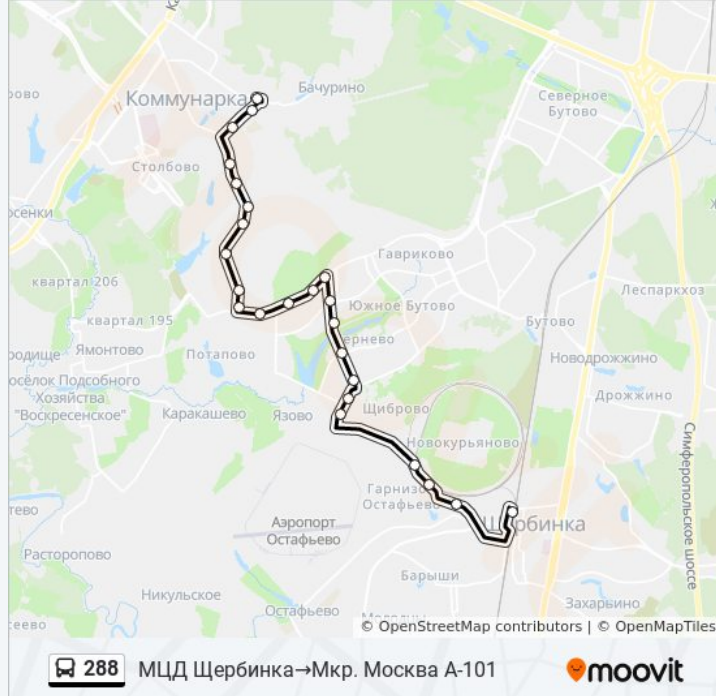 Бачурино
Коммунарка
Северное
Бутово
Столбово
Гавриково
квартал 206
Леспаркхоз
Южное Бутово
квартал 195
Бутово
Ямонтово
Потапово
Новодрожжино
Хозяйства
Дрожжино
"Воскресенское"
Каракашево
Язово
Щиброво
Новокурьяново
Симферопольское шоссе
Остафьево
Аэропорт
Остафьево
Щербинка
Расторопово
Барыши
Никульское
Захарьино
Остафьево
© OpenStreetMap contributors | © OpenMapTiles
288 МЦД Щербинка→Мкр. Москва А-101
moovit